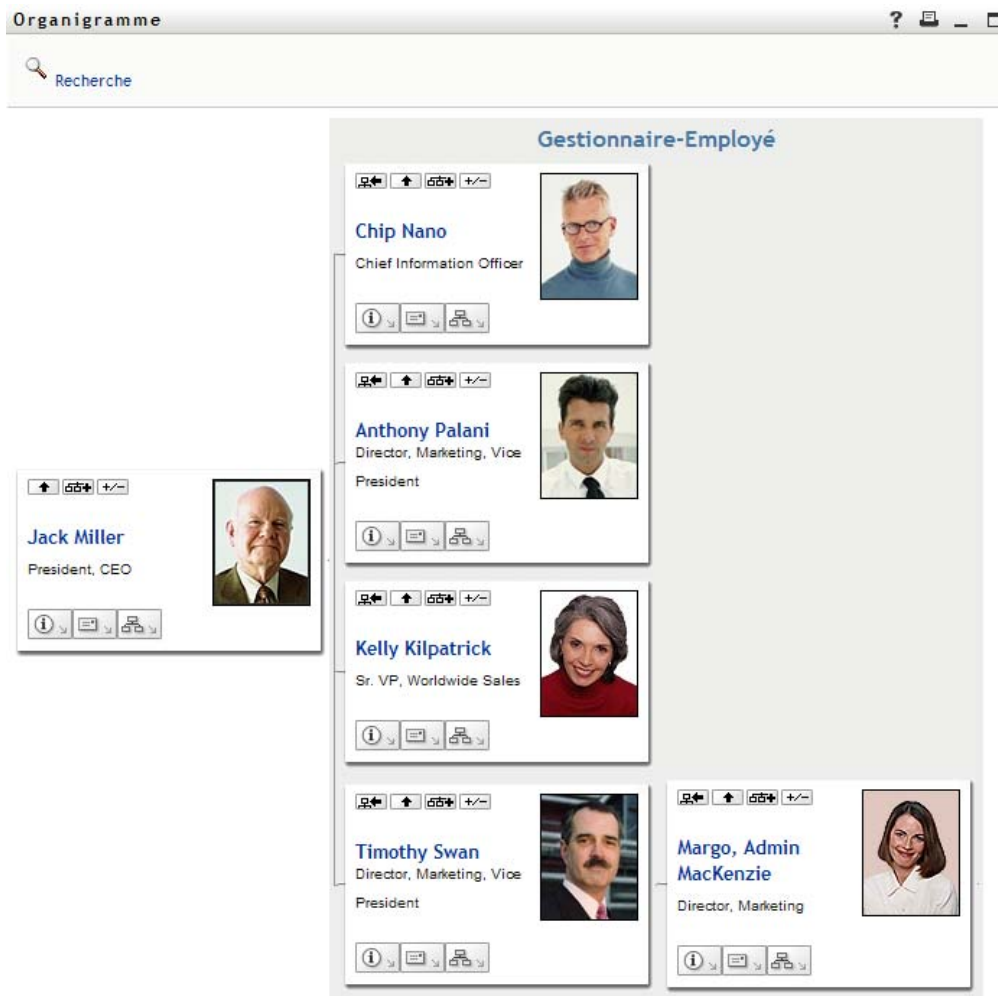 Organigramme
?
Recherche
Gestionnaire-Employé
+/-
Chip Nano
Chief Information Officer
+/-
Anthony Palani
Director, Marketing, Vice
President
+/-
Jack Miller
President, CEO
+/-
Kelly Kilpatrick
Sr. VP, Worldwide Sales
+/-
Timothy Swan
Director, Marketing, Vice
President
+/-
Margo, Admin
MacKenzie
Director, Marketing